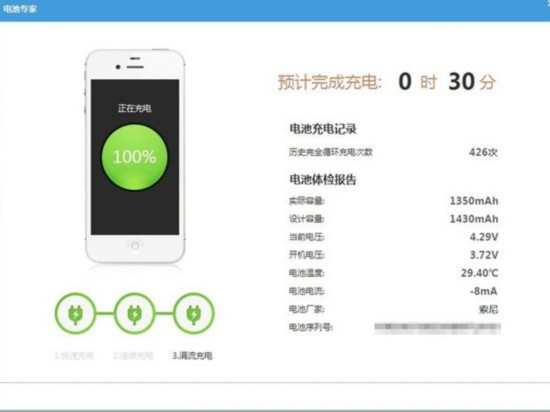 电池专家
预计完成充电: 0 时 30 分
正在充电
100%
电池充电记录
历史完全循环充电次数 426次
电池体检报告
实际容量: 1350mAh
设计容量: 1430mAh
当前电压: 4.29V
开机电压: 3.72V
电池温度: 29.40℃
电池电流: -8mA
电池厂家: 索尼
电池序列号:
1.快速充电 2.连续充电 3.涓流充电